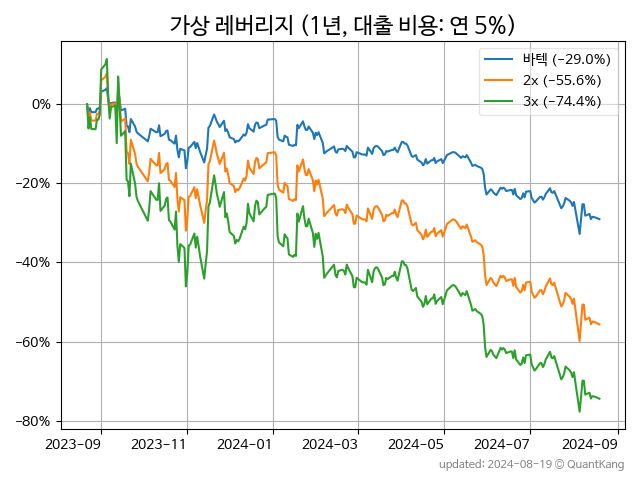 가상 레버리지 (1년, 대출 비용: 연 5%)
바텍 (−29.0%)
2x (−55.6%)
3x (−74.4%)
0%
−20%
−40%
−60%
−80%
2023-09 2023-11 2024-01 2024-03 2024-05 2024-07 2024-09
updated: 2024-08-19 © QuantKang